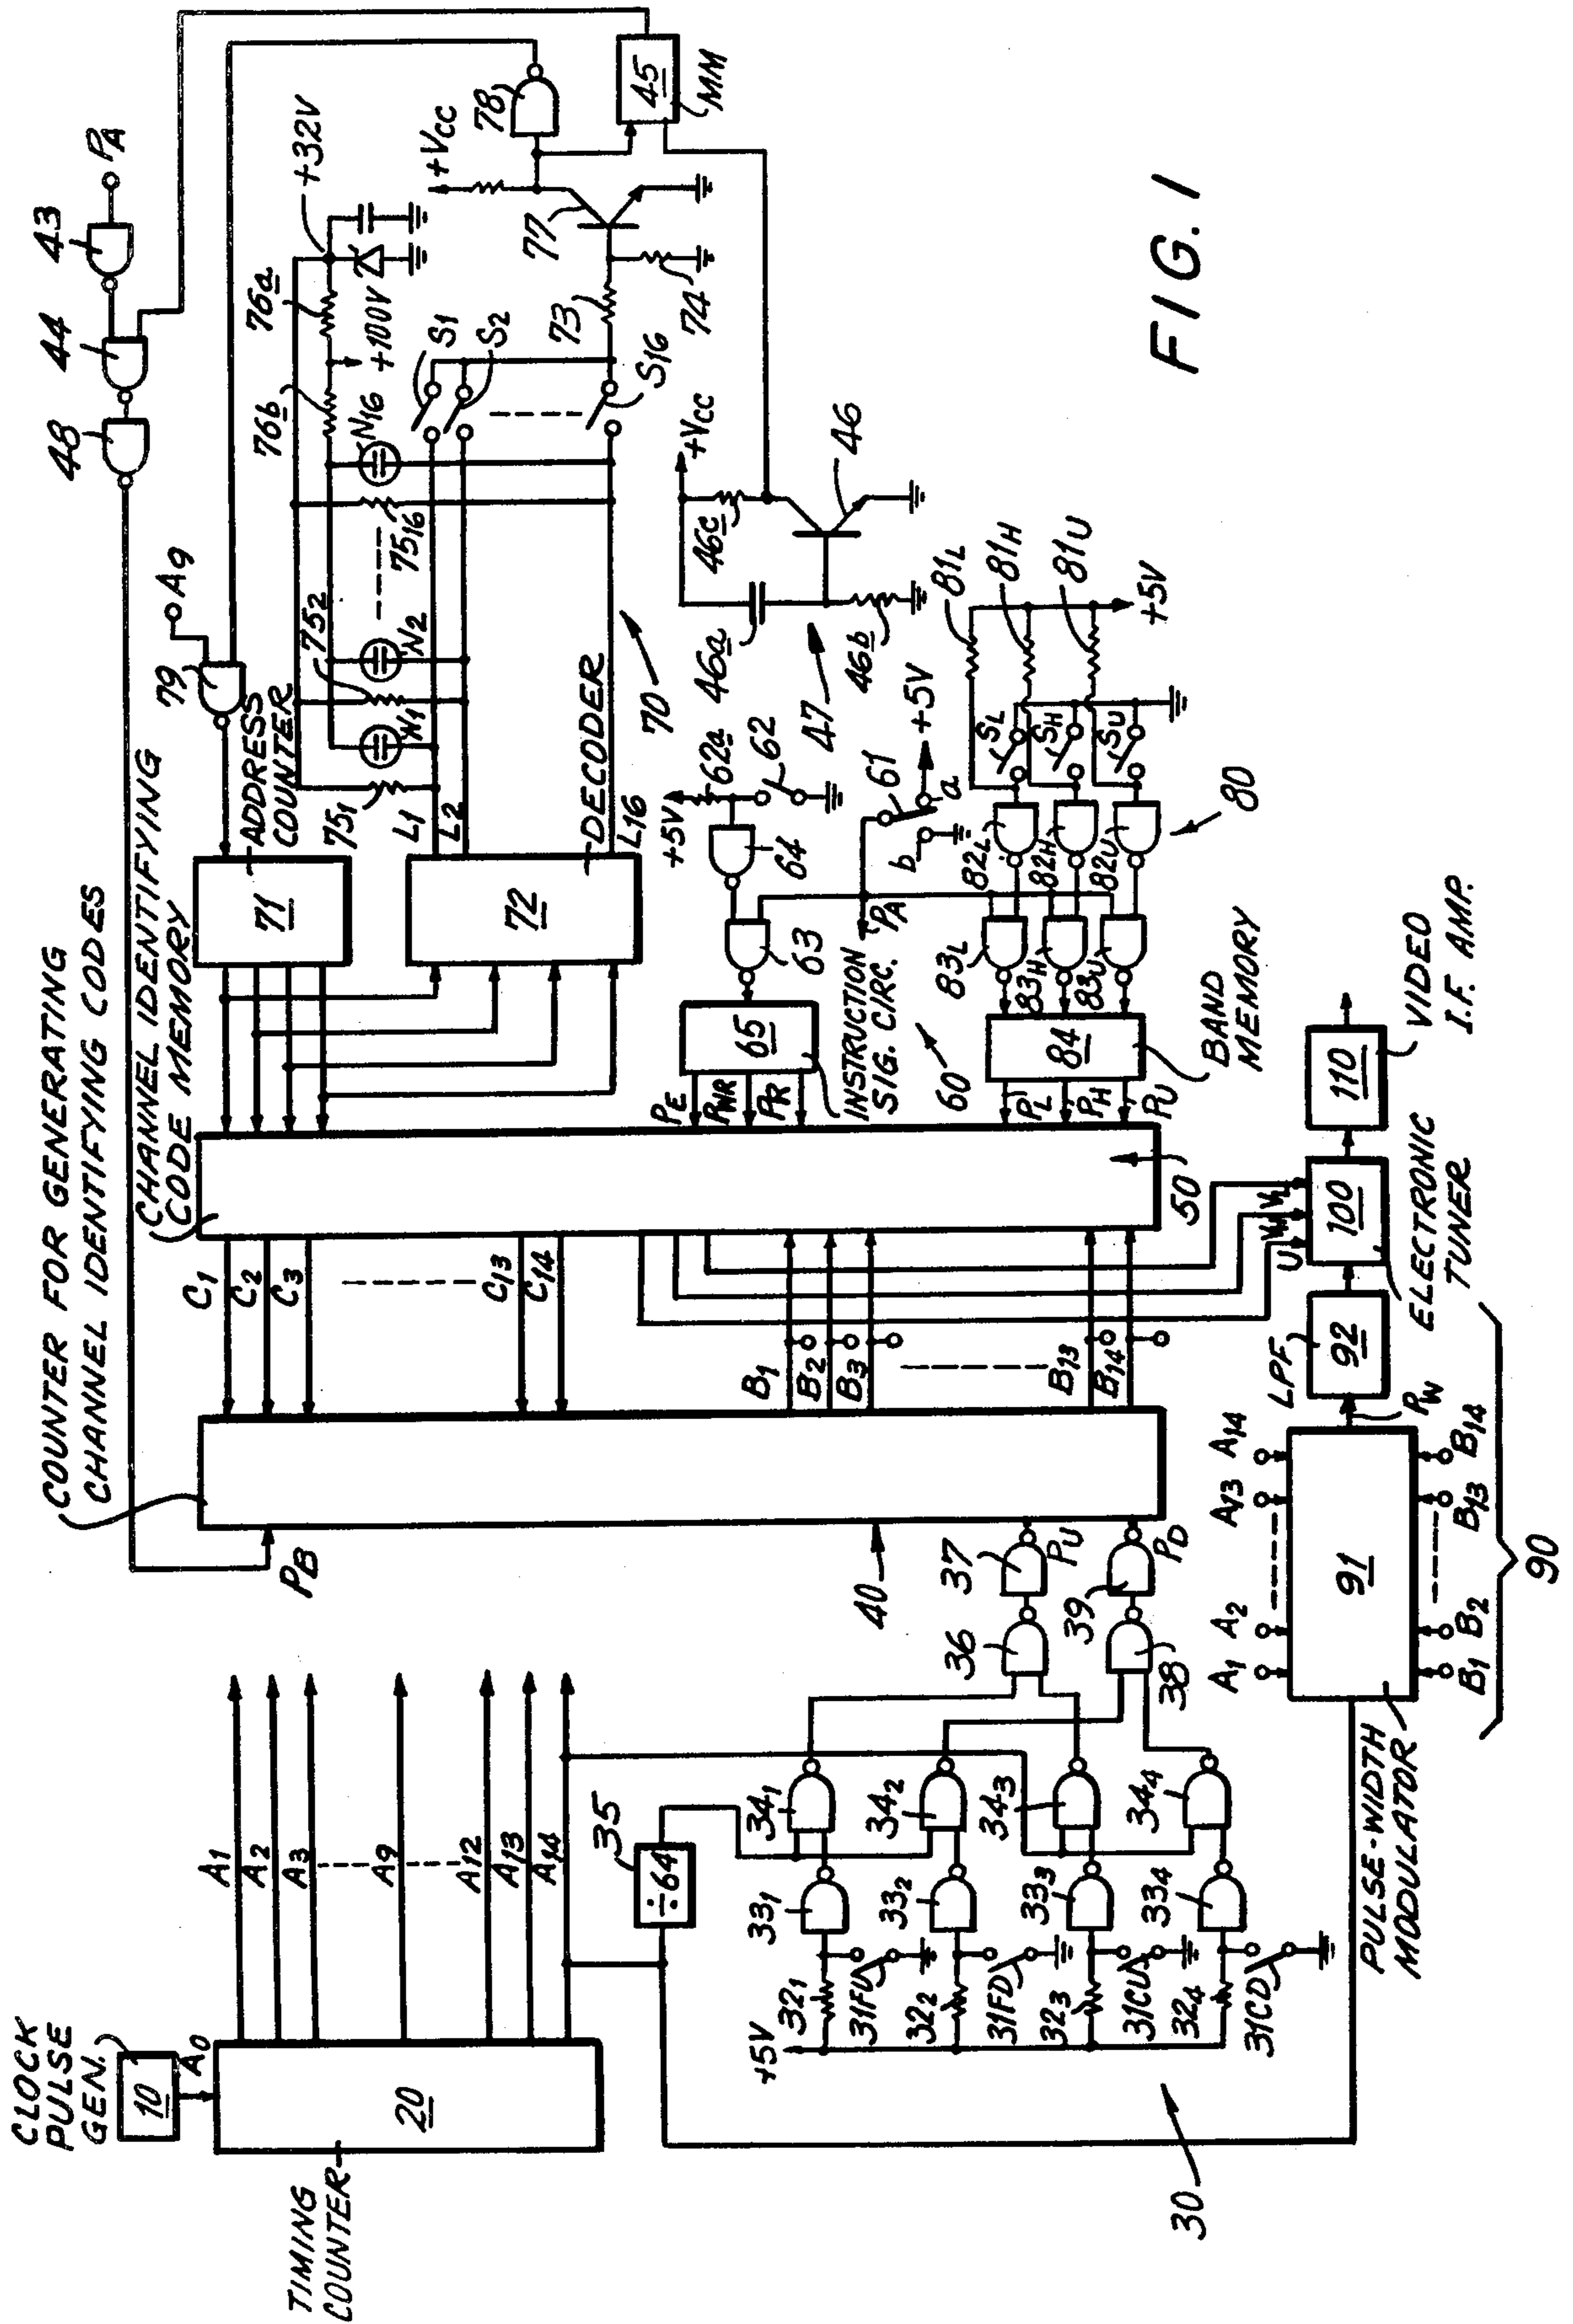 CLOCK
PULSE
GEN.
10
A0
20
TIMING
COUNTER
A1
A2
A3
A9
A12
A13
A14
COUNTER FOR GENERATING
CHANNEL IDENTIFYING CODES
CHANNEL IDENTIFYING
CODE MEMORY
PB
40
C1
C2
C3
C13
C14
B1
B2
B3
B13
B14
50
48
44
43
PA
79
A9
ADDRESS
COUNTER
71
72
DECODER
L1
L2
L16
70
751
752
7516
N1
N2
N16
76b
76a
+100V
+32V
S1
S2
S16
73
74
77
+VCC
78
45
MM
+VCC
46
46a
46b
46c
47
+5V
62a
62
64
63
65
PE
PWR
PR
INSTRUCTION
SIG. CIRC.
PA
61
a
b
+5V
60
81L
81H
81U
+5V
SL
SH
SU
80
82L
82H
82U
83L
83H
83U
84
PL
PH
PU
BAND
MEMORY
35
÷64
+5V
321
322
323
324
31FU
31FD
31CU
31CD
331
332
333
334
341
342
343
344
36
37
38
39
PU
PD
30
A1
A2
A13
A14
91
B1
B2
B13
B14
PULSE-WIDTH
MODULATOR
PW
LPF
92
90
U
VH
VL
100
ELECTRONIC
TUNER
110
VIDEO
I.F. AMP.
FIG. 1